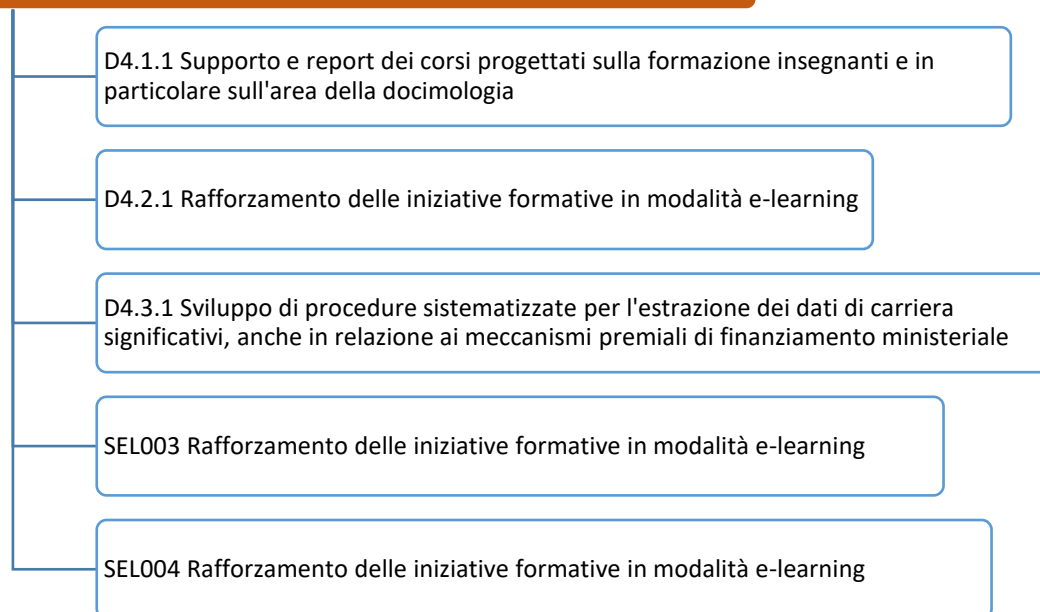 D4.1.1 Supporto e report dei corsi progettati sulla formazione insegnanti e in
particolare sull'area della docimologia
D4.2.1 Rafforzamento delle iniziative formative in modalità e-learning
D4.3.1 Sviluppo di procedure sistematizzate per l'estrazione dei dati di carriera
significativi, anche in relazione ai meccanismi premiali di finanziamento ministeriale
SEL003 Rafforzamento delle iniziative formative in modalità e-learning
SEL004 Rafforzamento delle iniziative formative in modalità e-learning